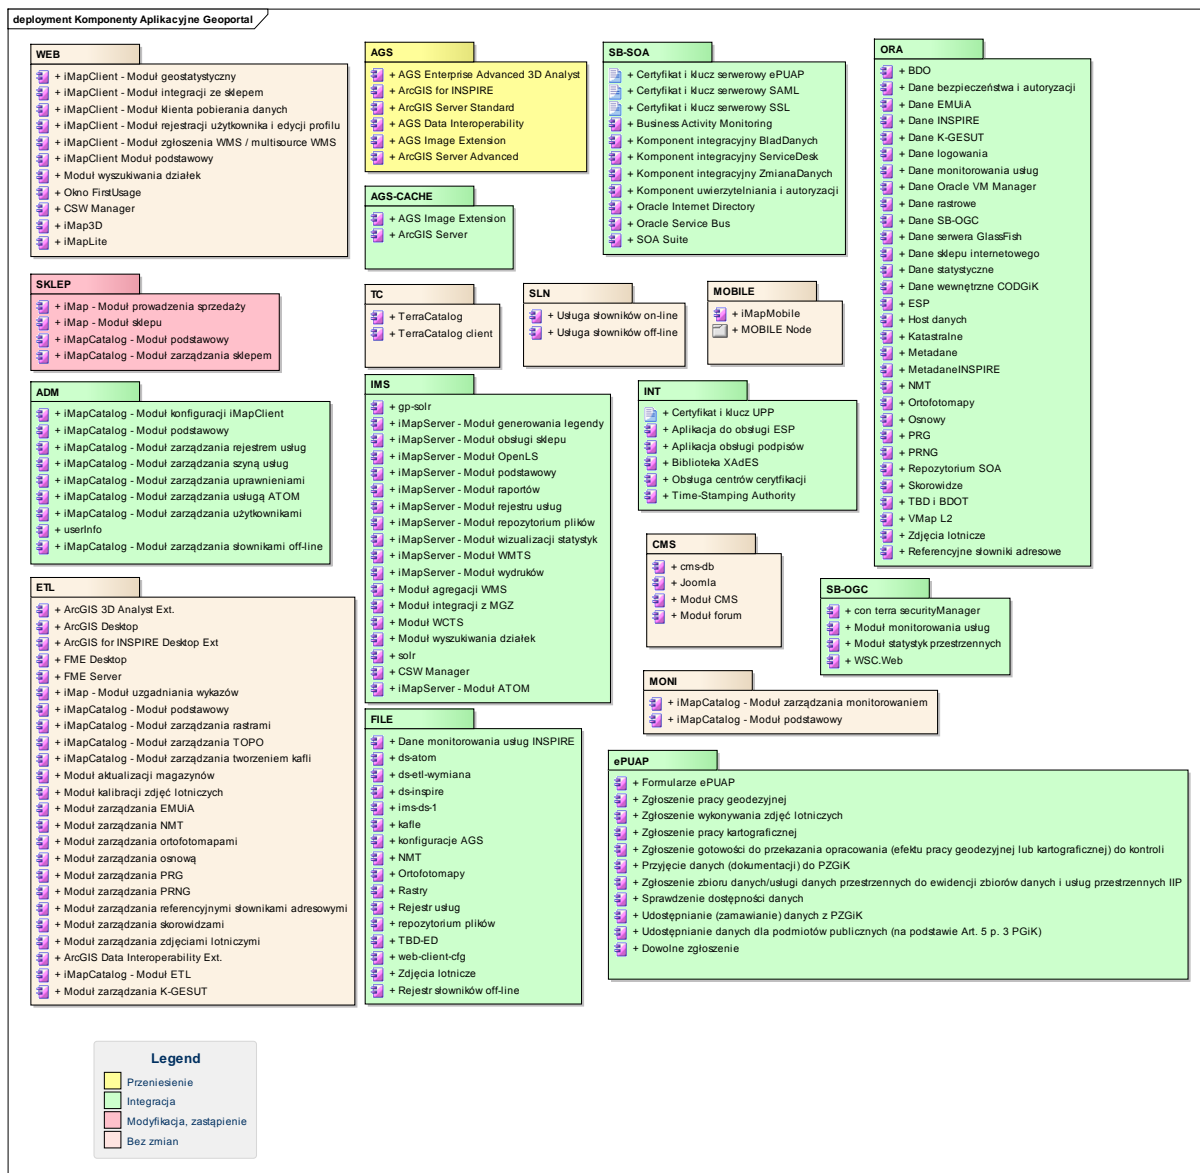 deployment Komponenty Aplikacyjne Geoportal
WEB
+ iMapClient - Moduł geostatystyczny
+ iMapClient - Moduł integracji ze sklepem
+ iMapClient - Moduł klienta pobierania danych
+ iMapClient - Moduł rejestracji użytkownika i edycji profilu
+ iMapClient - Moduł zgłoszenia WMS / multisource WMS
+ iMapClient Moduł podstawowy
+ Moduł wyszukiwania działek
+ Okno FirstUsage
+ CSW Manager
+ iMap3D
+ iMapLite
SKLEP
+ iMap - Moduł prowadzenia sprzedaży
+ iMap - Moduł sklepu
+ iMapCatalog - Moduł podstawowy
+ iMapCatalog - Moduł zarządzania sklepem
ADM
+ iMapCatalog - Moduł konfiguracji iMapClient
+ iMapCatalog - Moduł podstawowy
+ iMapCatalog - Moduł zarządzania rejestrem usług
+ iMapCatalog - Moduł zarządzania szyną usług
+ iMapCatalog - Moduł zarządzania uprawnieniami
+ iMapCatalog - Moduł zarządzania usługą ATOM
+ iMapCatalog - Moduł zarządzania użytkownikami
+ userInfo
+ iMapCatalog - Moduł zarządzania słownikami off-line
ETL
+ ArcGIS 3D Analyst Ext.
+ ArcGIS Desktop
+ ArcGIS for INSPIRE Desktop Ext
+ FME Desktop
+ FME Server
+ iMap - Moduł uzgadniania wykazów
+ iMapCatalog - Moduł podstawowy
+ iMapCatalog - Moduł zarządzania rastrami
+ iMapCatalog - Moduł zarządzania TOPO
+ iMapCatalog - Moduł zarządzania tworzeniem kafli
+ Moduł aktualizacji magazynów
+ Moduł kalibracji zdjęć lotniczych
+ Moduł zarządzania EMUiA
+ Moduł zarządzania NMT
+ Moduł zarządzania ortofotomapami
+ Moduł zarządzania osnową
+ Moduł zarządzania PRG
+ Moduł zarządzania PRNG
+ Moduł zarządzania referencyjnymi słownikami adresowymi
+ Moduł zarządzania skorowidzami
+ Moduł zarządzania zdjęciami lotniczymi
+ ArcGIS Data Interoperability Ext.
+ iMapCatalog - Moduł ETL
+ Moduł zarządzania K-GESUT
AGS
+ AGS Enterprise Advanced 3D Analyst
+ ArcGIS for INSPIRE
+ ArcGIS Server Standard
+ AGS Data Interoperability
+ AGS Image Extension
+ ArcGIS Server Advanced
AGS-CACHE
+ AGS Image Extension
+ ArcGIS Server
TC
+ TerraCatalog
+ TerraCatalog client
SLN
+ Usługa słowników on-line
+ Usługa słowników off-line
MOBILE
+ iMapMobile
+ MOBILE Node
IMS
+ gp-solr
+ iMapServer - Moduł generowania legendy
+ iMapServer - Moduł obsługi sklepu
+ iMapServer - Moduł OpenLS
+ iMapServer - Moduł podstawowy
+ iMapServer - Moduł raportów
+ iMapServer - Moduł rejestru usług
+ iMapServer - Moduł repozytorium plików
+ iMapServer - Moduł wizualizacji statystyk
+ iMapServer - Moduł WMTS
+ iMapServer - Moduł wydruków
+ Moduł agregacji WMS
+ Moduł integracji z MGZ
+ Moduł WCTS
+ Moduł wyszukiwania działek
+ solr
+ CSW Manager
+ iMapServer - Moduł ATOM
FILE
+ Dane monitorowania usług INSPIRE
+ ds-atom
+ ds-etl-wymiana
+ ds-inspire
+ ims-ds-1
+ kafle
+ konfiguracje AGS
+ NMT
+ Ortofotomapy
+ Rastry
+ Rejestr usług
+ repozytorium plików
+ TBD-ED
+ web-client-cfg
+ Zdjęcia lotnicze
+ Rejestr słowników off-line
SB-SOA
+ Certyfikat i klucz serwerowy ePUAP
+ Certyfikat i klucz serwerowy SAML
+ Certyfikat i klucz serwerowy SSL
+ Business Activity Monitoring
+ Komponent integracyjny BladDanych
+ Komponent integracyjny ServiceDesk
+ Komponent integracyjny ZmianaDanych
+ Komponent uwierzytelniania i autoryzacji
+ Oracle Internet Directory
+ Oracle Service Bus
+ SOA Suite
INT
+ Certyfikat i klucz UPP
+ Aplikacja do obsługi ESP
+ Aplikacja obsługi podpisów
+ Biblioteka XAdES
+ Obsługa centrów cerytfikacji
+ Time-Stamping Authority
CMS
+ cms-db
+ Joomla
+ Moduł CMS
+ Moduł forum
MONI
+ iMapCatalog - Moduł zarządzania monitorowaniem
+ iMapCatalog - Moduł podstawowy
ORA
+ BDO
+ Dane bezpieczeństwa i autoryzacji
+ Dane EMUiA
+ Dane INSPIRE
+ Dane K-GESUT
+ Dane logowania
+ Dane monitorowania usług
+ Dane Oracle VM Manager
+ Dane rastrowe
+ Dane SB-OGC
+ Dane serwera GlassFish
+ Dane sklepu internetowego
+ Dane statystyczne
+ Dane wewnętrzne CODGiK
+ ESP
+ Host danych
+ Katastralne
+ Metadane
+ MetadaneINSPIRE
+ NMT
+ Ortofotomapy
+ Osnowy
+ PRG
+ PRNG
+ Repozytorium SOA
+ Skorowidze
+ TBD i BDOT
+ VMap L2
+ Zdjęcia lotnicze
+ Referencyjne słowniki adresowe
SB-OGC
+ con terra securityManager
+ Moduł monitorowania usług
+ Moduł statystyk przestrzennych
+ WSC.Web
ePUAP
+ Formularze ePUAP
+ Zgłoszenie pracy geodezyjnej
+ Zgłoszenie wykonywania zdjęć lotniczych
+ Zgłoszenie pracy kartograficznej
+ Zgłoszenie gotowości do przekazania opracowania (efektu pracy geodezyjnej lub kartograficznej) do kontroli
+ Przyjęcie danych (dokumentacji) do PZGiK
+ Zgłoszenie zbioru danych/usługi danych przestrzennych do ewidencji zbiorów danych i usług przestrzennych IIP
+ Sprawdzenie dostępności danych
+ Udostępnianie (zamawianie) danych z PZGiK
+ Udostępnianie danych dla podmiotów publicznych (na podstawie Art. 5 p. 3 PGiK)
+ Dowolne zgłoszenie
Legend
Przeniesienie
Integracja
Modyfikacja, zastąpienie
Bez zmian